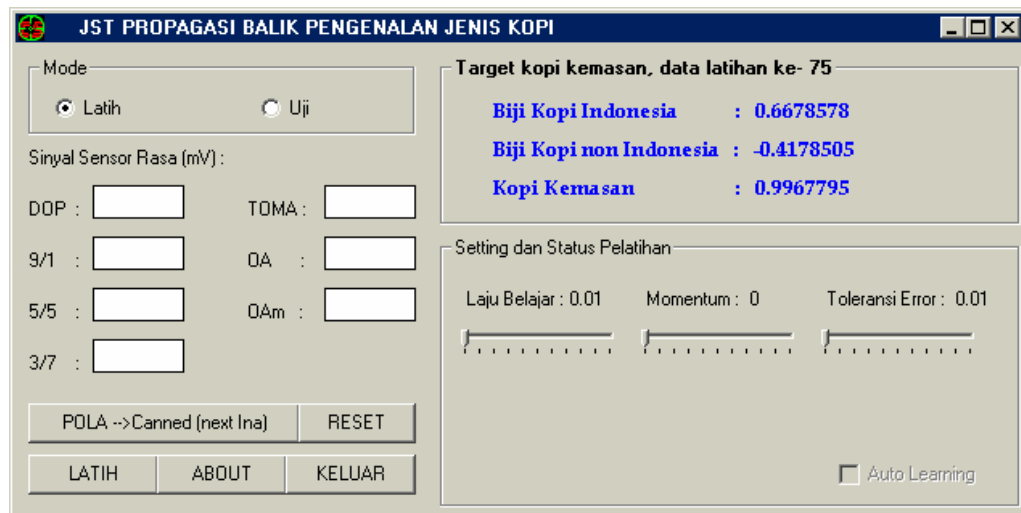 JST PROPAGASI BALIK PENGENALAN JENIS KOPI
Mode
Latih
Uji
Sinyal Sensor Rasa (mV) :
DOP :
TOMA :
9/1 :
OA :
5/5 :
OAm :
3/7 :
POLA -->Canned (next Ina)
RESET
LATIH
ABOUT
KELUAR
Target kopi kemasan, data latihan ke- 75
Biji Kopi Indonesia : 0.6678578
Biji Kopi non Indonesia : -0.4178505
Kopi Kemasan : 0.9967795
Setting dan Status Pelatihan
Laju Belajar : 0.01
Momentum : 0
Toleransi Error : 0.01
Auto Learning